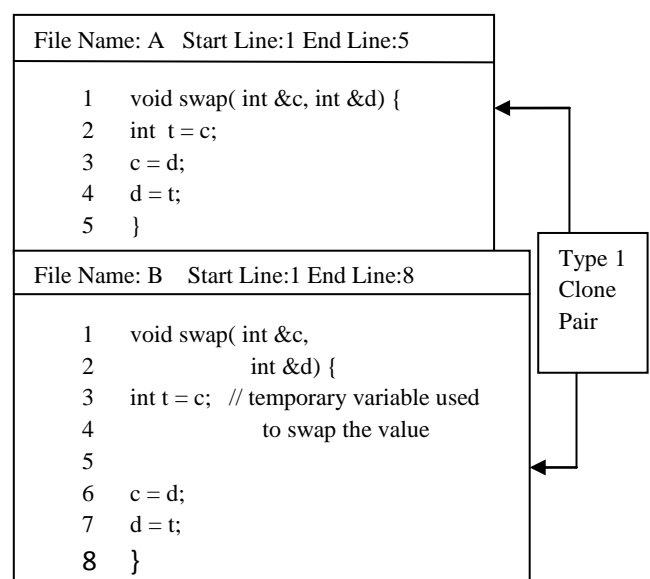 File Name: A   Start Line:1 End Line:5
1 void swap( int &c, int &d) {
2 int  t = c;
3 c = d;
4 d = t;
5 }
File Name: B    Start Line:1 End Line:8
1 void swap( int &c,
2 int &d) {
3 int t = c;  // temporary variable used
4 to swap the value
5
6 c = d;
7 d = t;
8 }
Type 1
Clone
Pair